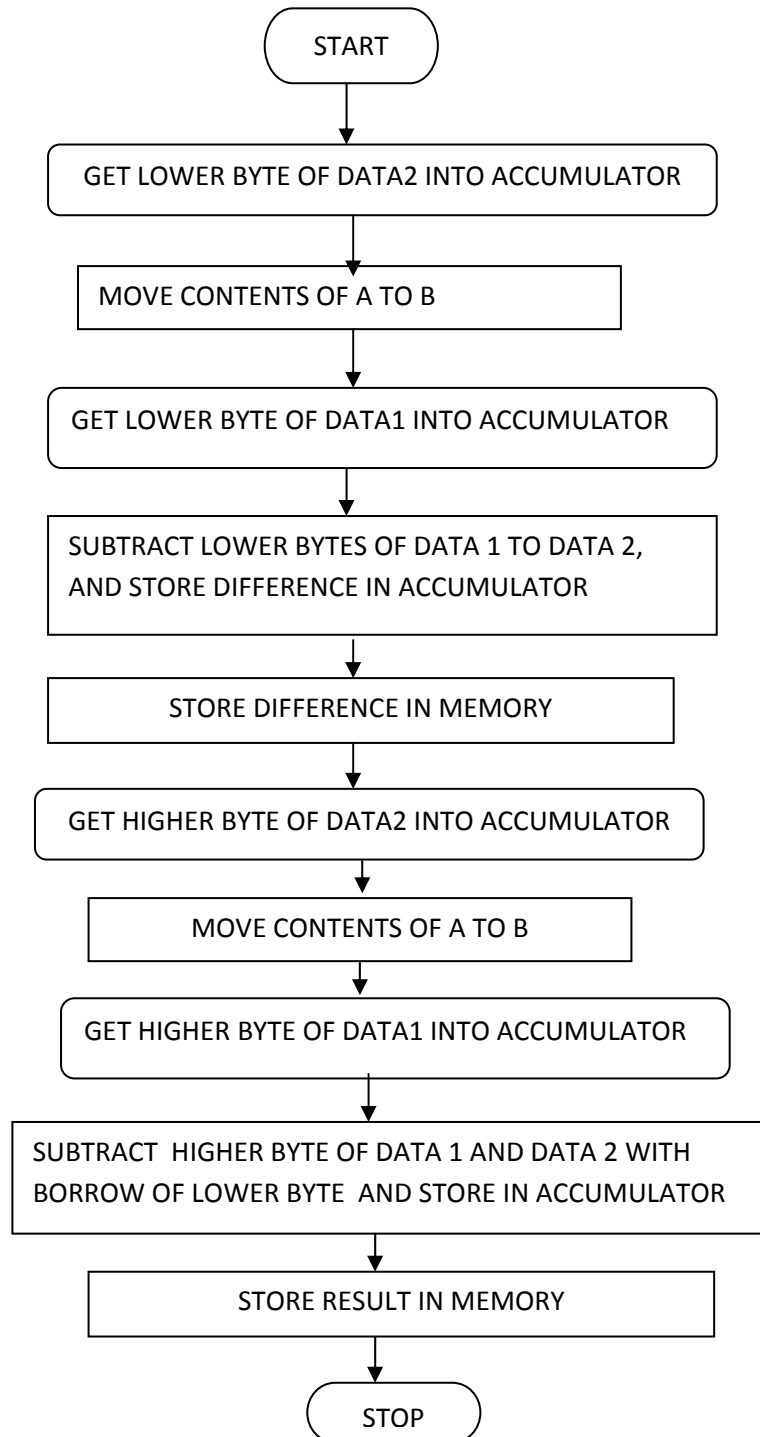 START
GET LOWER BYTE OF DATA2 INTO ACCUMULATOR
MOVE CONTENTS OF A TO B
GET LOWER BYTE OF DATA1 INTO ACCUMULATOR
SUBTRACT LOWER BYTES OF DATA 1 TO DATA 2,
AND STORE DIFFERENCE IN ACCUMULATOR
STORE DIFFERENCE IN MEMORY
GET HIGHER BYTE OF DATA2 INTO ACCUMULATOR
MOVE CONTENTS OF A TO B
GET HIGHER BYTE OF DATA1 INTO ACCUMULATOR
SUBTRACT HIGHER BYTE OF DATA 1 AND DATA 2 WITH
BORROW OF LOWER BYTE AND STORE IN ACCUMULATOR
STORE RESULT IN MEMORY
STOP